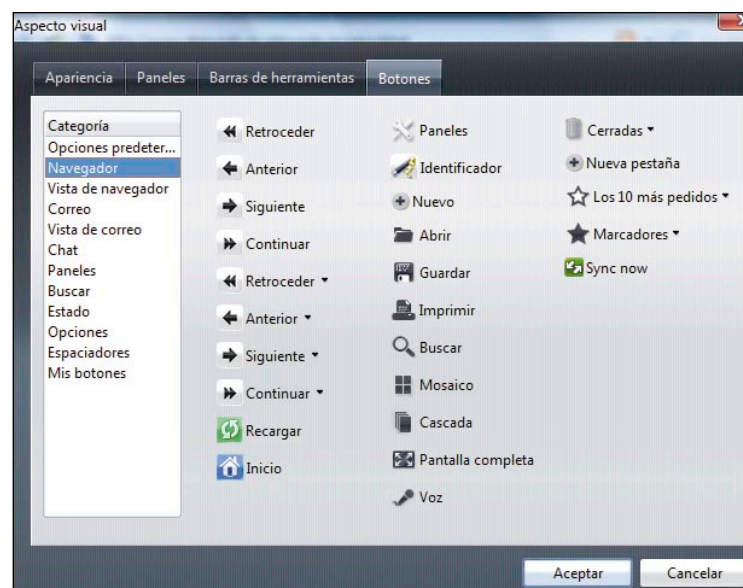 Aspecto visual
Apariencia
Paneles
Barras de herramientas
Botones
Categoría
Opciones predeter...
Navegador
Vista de navegador
Correo
Vista de correo
Chat
Paneles
Buscar
Estado
Opciones
Espaciadores
Mis botones
Retroceder
Anterior
Siguiente
Continuar
Retroceder
Anterior
Siguiente
Continuar
Recargar
Inicio
Paneles
Identificador
Nuevo
Abrir
Guardar
Imprimir
Buscar
Mosaico
Cascada
Pantalla completa
Voz
Cerradas
Nueva pestaña
Los 10 más pedidos
Marcadores
Sync now
Aceptar
Cancelar